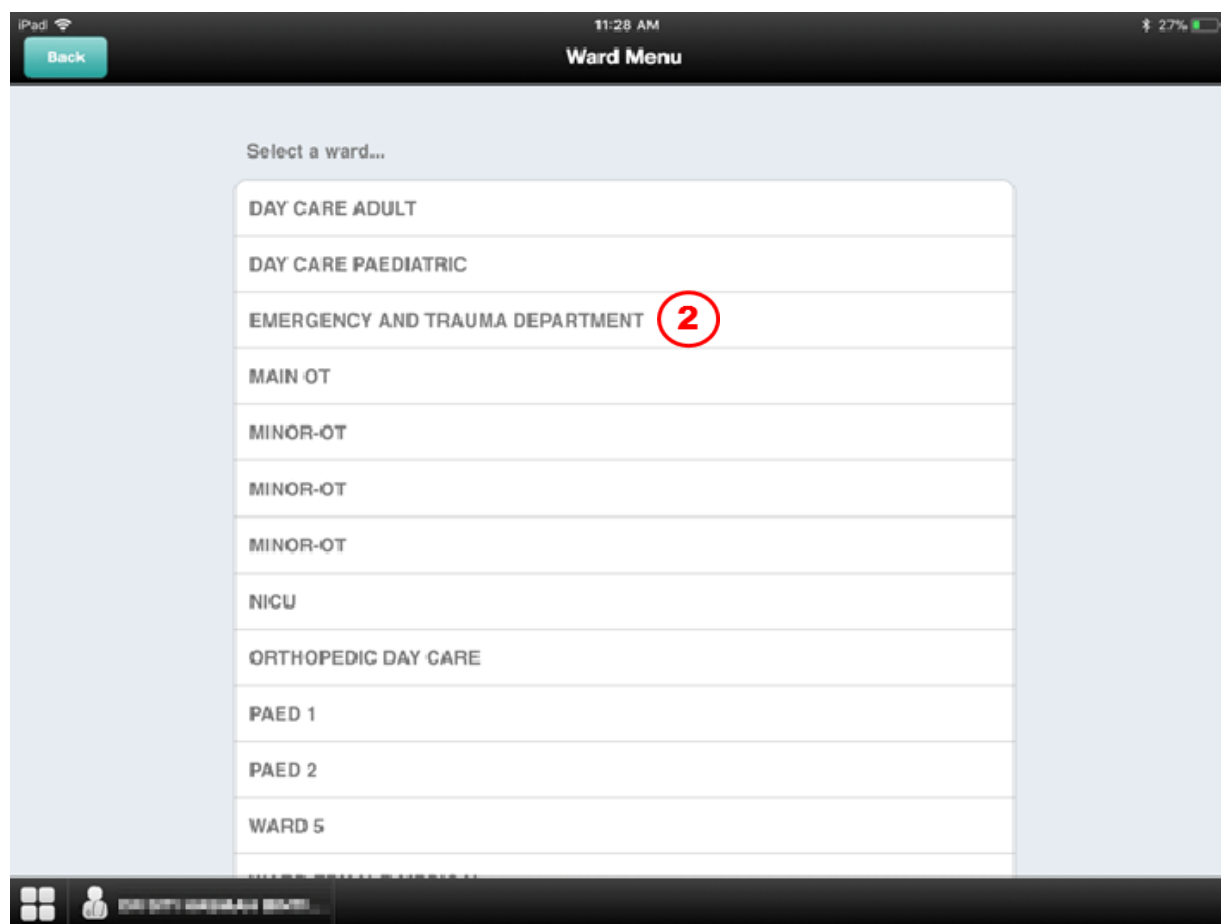 iPad 11:28 AM 27%
Back Ward Menu
Select a ward...
DAY CARE ADULT
DAY CARE PAEDIATRIC
EMERGENCY AND TRAUMA DEPARTMENT 2
MAIN OT
MINOR-OT
MINOR-OT
MINOR-OT
NICU
ORTHOPEDIC DAY CARE
PAED 1
PAED 2
WARD 5